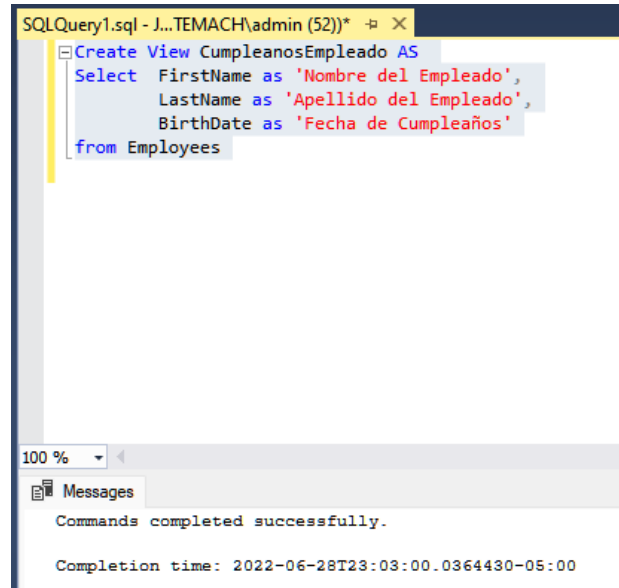 SQLQuery1.sql - J...TEMACH\admin (52))*
Create View CumpleanosEmpleado AS
Select FirstName as 'Nombre del Empleado',
LastName as 'Apellido del Empleado',
BirthDate as 'Fecha de Cumpleaños'
from Employees
100 %
Messages
Commands completed successfully.
Completion time: 2022-06-28T23:03:00.0364430-05:00